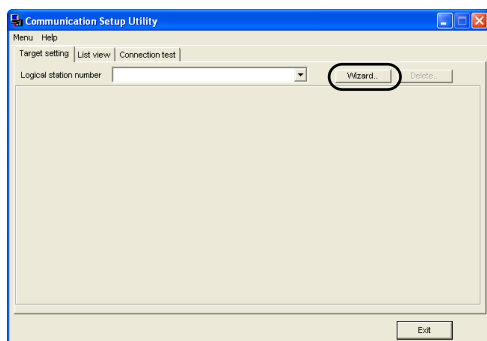 Communication Setup Utility
Menu Help
Target setting List view Connection test
Logical station number Wizard.. Delete...
Exit